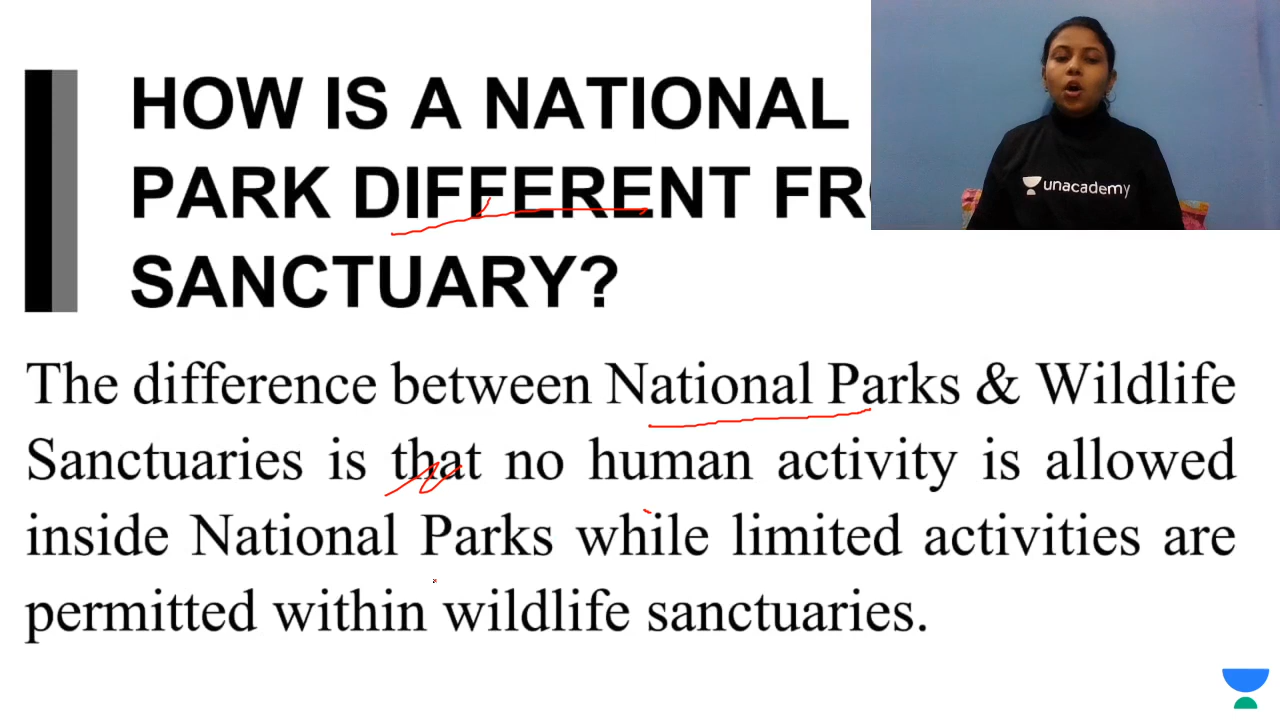 HOW IS A NATIONAL
PARK DIFFERENT
SANCTUARY?
unacademy
The difference between National Parks & Wildlife
Sanctuaries is that no human activity is allowed
inside National Parks while limited activities are
permitted within wildlife sanctuaries.